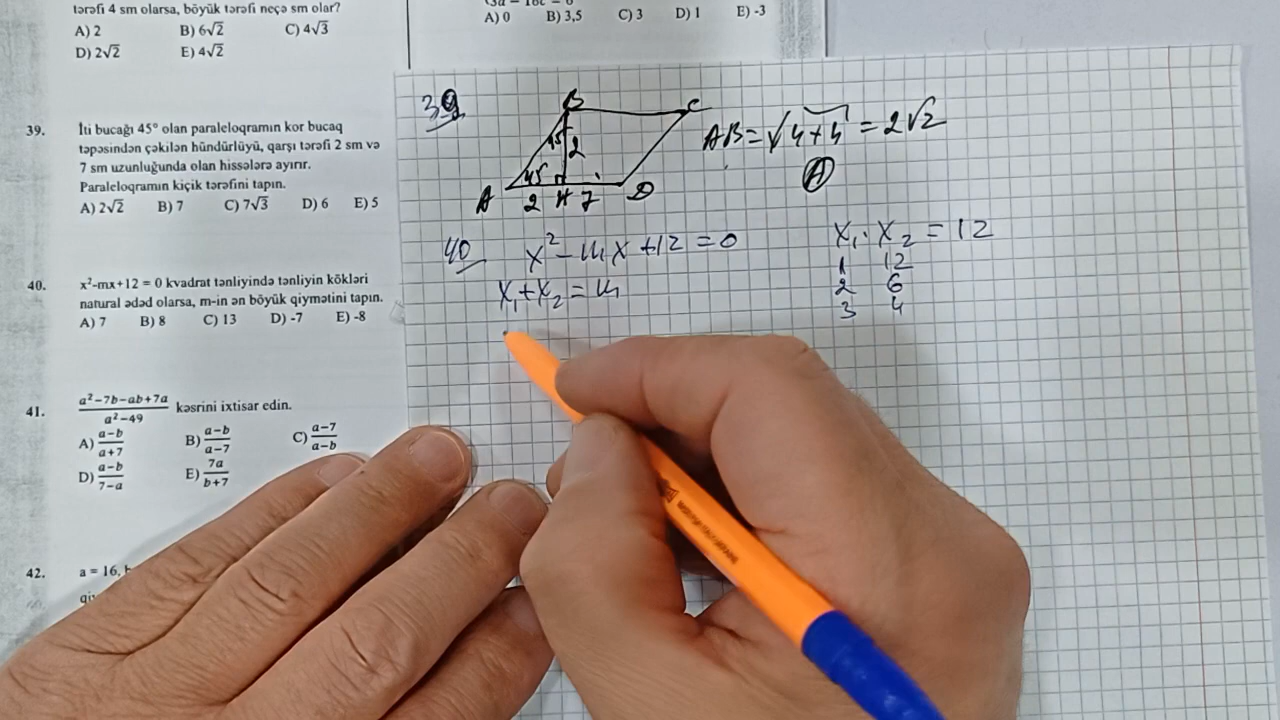 tərəfi 4 sm olarsa, böyük tərəfi neçə sm olar?
A) 2 B) 6√2 C) 4√3
D) 2√2 E) 4√2
A) 0 B) 3,5 C) 3 D) 1 E) -3
39. İti bucağı 45° olan paraleloqramın kor bucaq
təpəsindən çəkilən hündürlüyü, qarşı tərəfi 2 sm və
7 sm uzunluğunda olan hissələrə ayırır.
Paraleloqramın kiçik tərəfini tapın.
A) 2√2 B) 7 C) 7√3 D) 6 E) 5
40. x²-mx+12 = 0 kvadrat tənliyində tənliyin kökləri
natural ədəd olarsa, m-in ən böyük qiymətini tapın.
A) 7 B) 8 C) 13 D) -7 E) -8
41. (a²−7b−ab+7a)/(a²−49) kəsrini ixtisar edin.
A) (a−b)/(a+7) B) (a−b)/(a−7) C) (a−7)/(a−b)
D) (a−b)/(7−a) E) 7a/(b+7)
42. a = 16,
39
B C
45 2
45
A 2 H 7 D
AB = √4+4 = 2√2
A
40 x² − mx + 12 = 0
x₁ + x₂ = m
x₁ · x₂ = 12
1 12
2 6
3 4